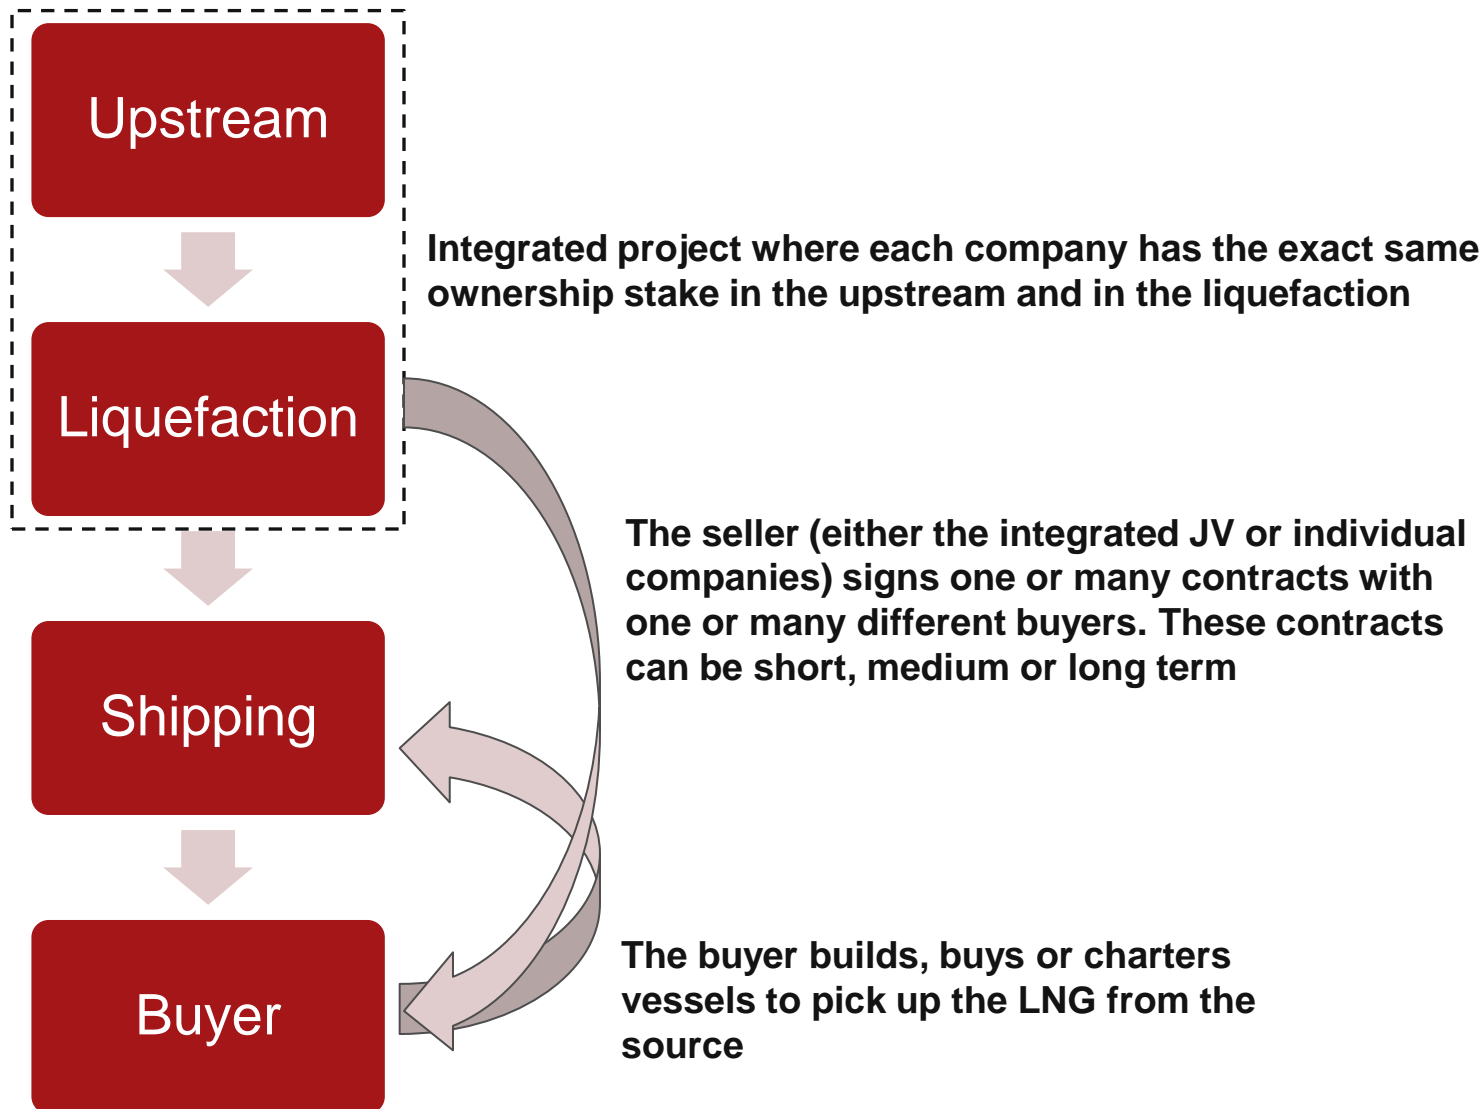 Upstream
Integrated project where each company has the exact same
ownership stake in the upstream and in the liquefaction
Liquefaction
The seller (either the integrated JV or individual
companies) signs one or many contracts with
one or many different buyers. These contracts
can be short, medium or long term
Shipping
The buyer builds, buys or charters
vessels to pick up the LNG from the
source
Buyer